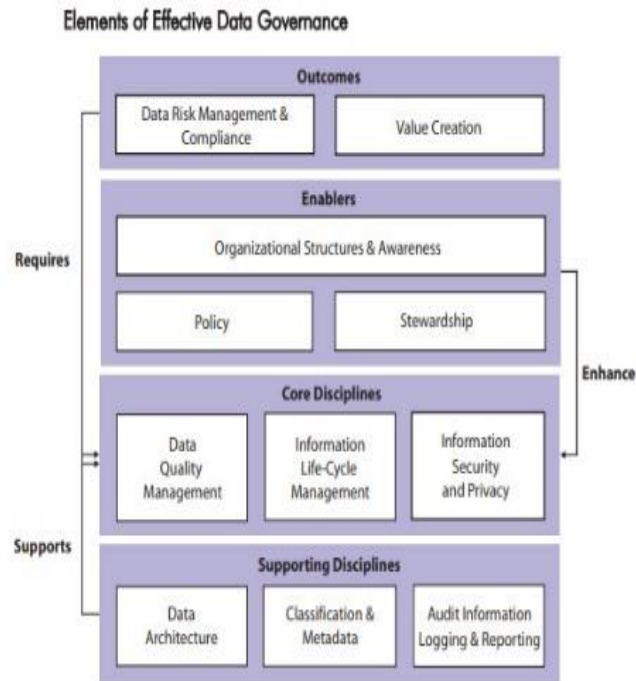 Elements of Effective Data Governance
Outcomes
Data Risk Management &
Compliance
Value Creation
Enablers
Organizational Structures & Awareness
Requires
Policy
Stewardship
Enhance
Core Disciplines
Data
Quality
Management
Information
Life-Cycle
Management
Information
Security
and Privacy
Supports
Supporting Disciplines
Data
Architecture
Classification &
Metadata
Audit Information
Logging & Reporting